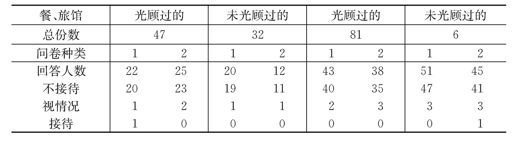 餐、旅馆 光顾过的 未光顾过的 光顾过的 未光顾过的
总份数 47 32 81 6
问卷种类 1 2 1 2 1 2 1 2
回答人数 22 25 20 12 43 38 51 45
不接待 20 23 19 11 40 35 47 41
视情况 1 2 1 1 2 3 3 3
接待 1 0 0 0 0 0 0 1